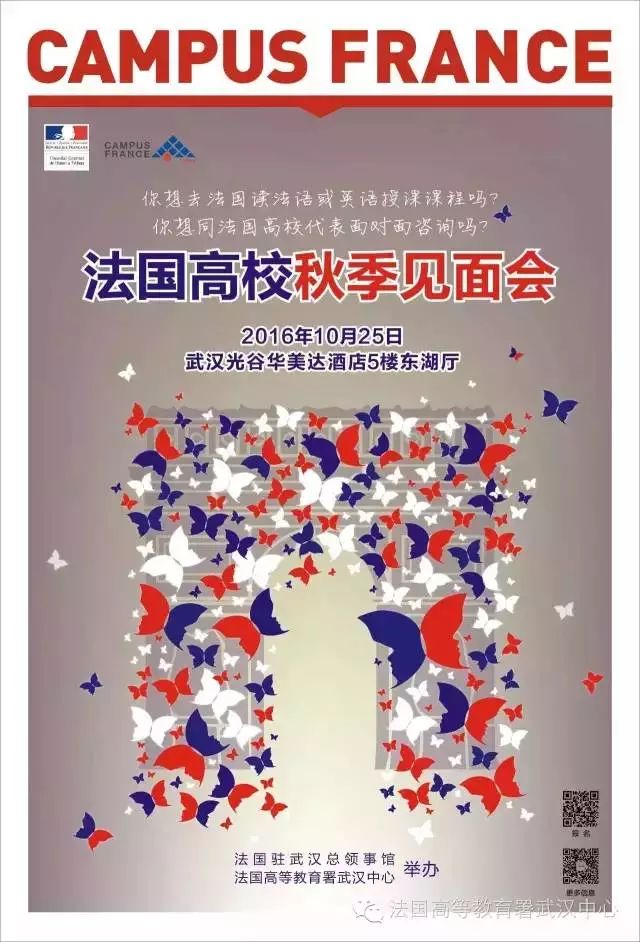 CAMPUS FRANCE
RÉPUBLIQUE FRANÇAISE
CAMPUS
FRANCE
你想去法国读法语或英语授课课程吗?
你想同法国高校代表面对面咨询吗?
法国高校秋季见面会
2016年10月25日
武汉光谷华美达酒店5楼东湖厅
法国驻武汉总领事馆
法国高等教育署武汉中心
举办
报名
更多信息
法国高等教育署武汉中心